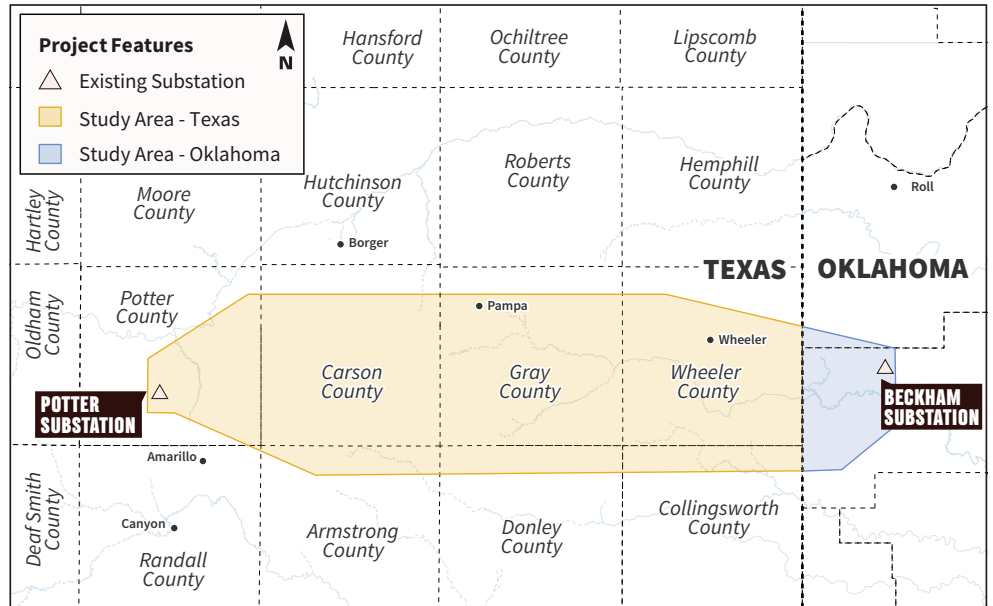 Project Features
N
Existing Substation
Study Area - Texas
Study Area - Oklahoma
Hansford
County
Ochiltree
County
Lipscomb
County
Hartley
County
Moore
County
Hutchinson
County
Roberts
County
Hemphill
County
Roll
Borger
TEXAS
OKLAHOMA
Oldham
County
Potter
County
Pampa
Wheeler
Carson
County
Gray
County
Wheeler
County
POTTER
SUBSTATION
BECKHAM
SUBSTATION
Amarillo
Deaf Smith
County
Canyon
Randall
County
Armstrong
County
Donley
County
Collingsworth
County